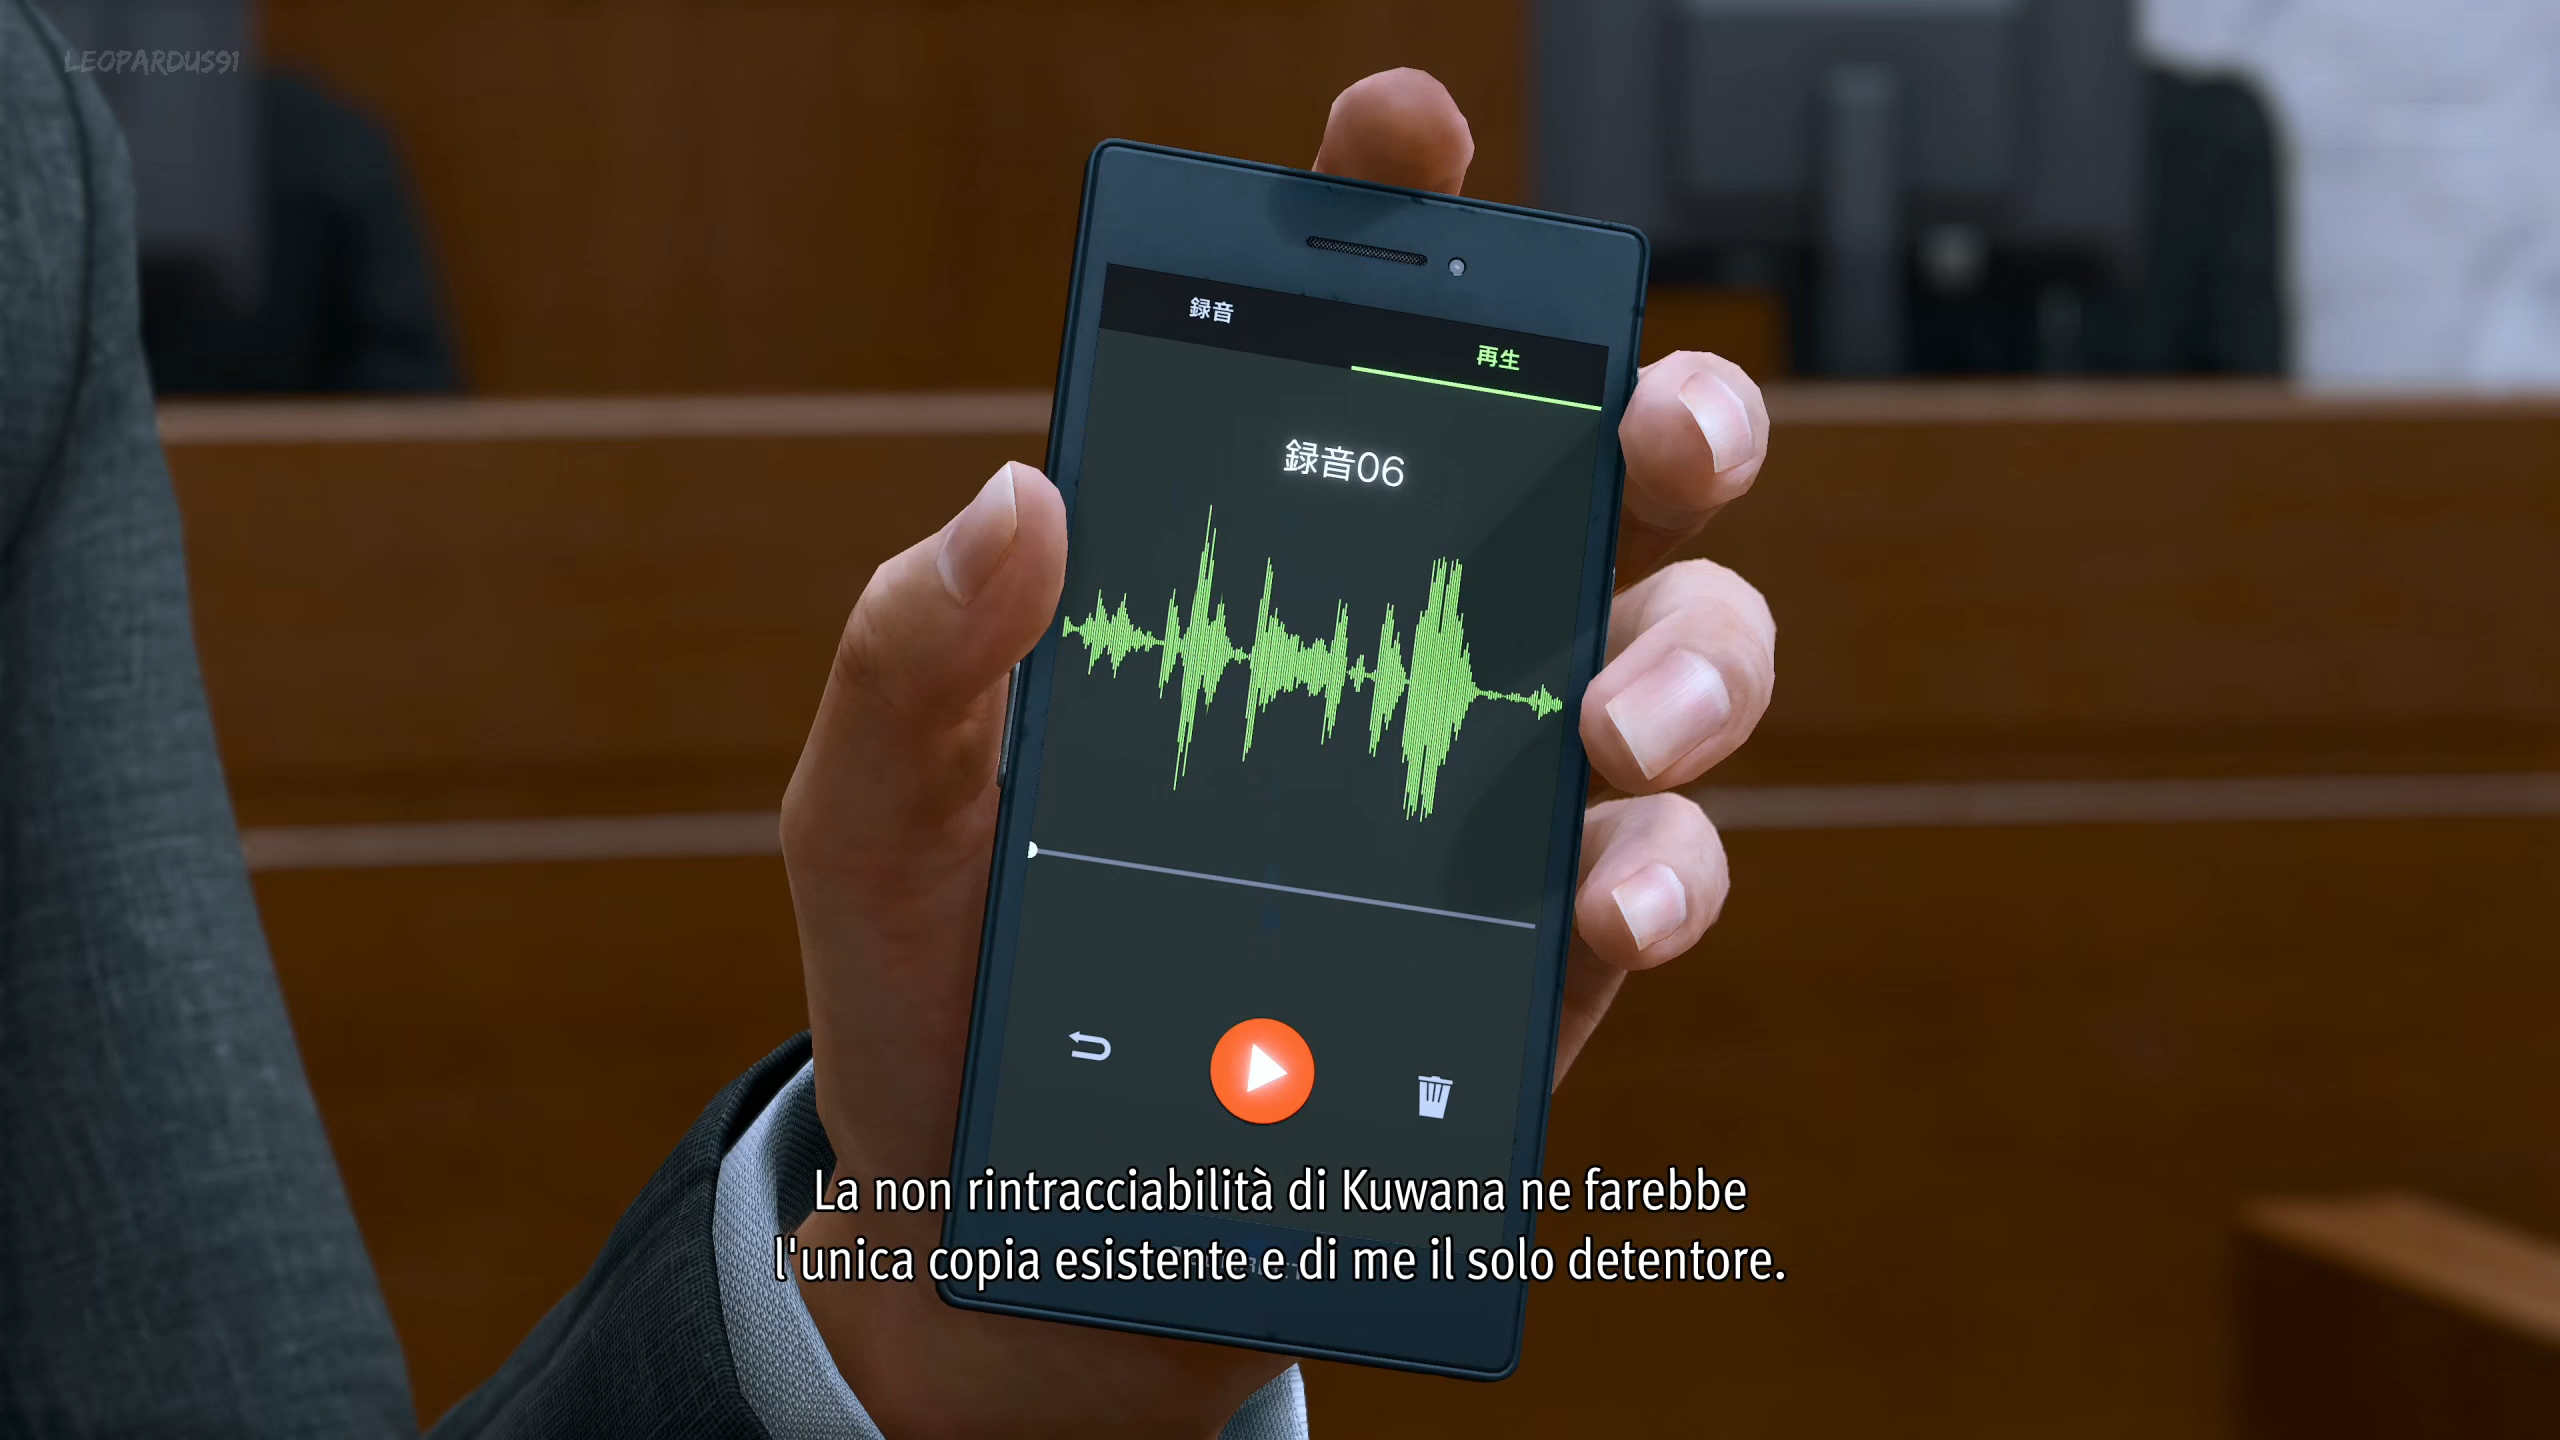 LEOPARDUS91
録音
再生
録音06
La non rintracciabilità di Kuwana ne farebbe
l'unica copia esistente e di me il solo detentore.